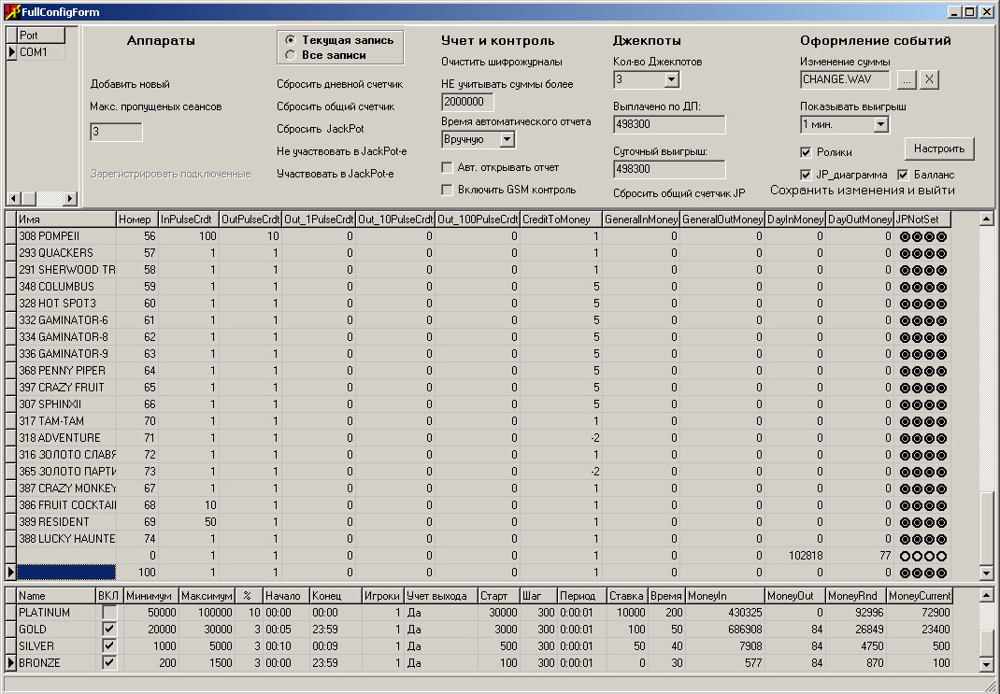 FullConfigForm
Port
COM1
Аппараты
Добавить новый
Макс. пропущеных сеансов
3
Зарегистрировать подключенные
Текущая запись
Все записи
Сбросить дневной счетчик
Сбросить общый счетчик
Сбросить JackPot
Не участвовать в JackPot-е
Участвовать в JackPot-е
Учет и контроль
Очистить шифрожурналы
НЕ учитывать суммы более
2000000
Время автоматического отчета
Вручную
Авт. открывать отчет
Включить GSM контроль
Джекпоты
Кол-во Джекпотов
3
Выплачено по ДП:
498300
Суточный выигрыш:
498300
Сбросить общый счетчик JP
Оформление событий
Изменение суммы
CHANGE.WAV ... X
Показывать выигрыш
1 мин.
Ролики Настроить
JP_диаграмма Балланс
Сохранить изменения и выйти
Имя Номер InPulseCrdt OutPulseCrdt Out_1PulseCrdt Out_10PulseCrdt Out_100PulseCrdt CreditToMoney GeneralInMoney GeneralOutMoney DayInMoney DayOutMoney JPNotSet
308 POMPEII 56 100 10 0 0 0 1 0 0 0 0
293 QUACKERS 57 1 1 0 0 0 1 0 0 0 0
291 SHERWOOD TR 58 1 1 0 0 0 1 0 0 0 0
348 COLUMBUS 59 1 1 0 0 0 5 0 0 0 0
328 HOT SPOT3 60 1 1 0 0 0 5 0 0 0 0
332 GAMINATOR-6 61 1 1 0 0 0 5 0 0 0 0
334 GAMINATOR-8 62 1 1 0 0 0 5 0 0 0 0
336 GAMINATOR-9 63 1 1 0 0 0 5 0 0 0 0
368 PENNY PIPER 64 1 1 0 0 0 5 0 0 0 0
397 CRAZY FRUIT 65 1 1 0 0 0 5 0 0 0 0
307 SPHINXII 66 1 1 0 0 0 5 0 0 0 0
317 TAM-TAM 70 1 1 0 0 0 1 0 0 0 0
318 ADVENTURE 71 1 1 0 0 0 -2 0 0 0 0
316 ЗОЛОТО СЛАВЯ 72 1 1 0 0 0 1 0 0 0 0
365 ЗОЛОТО ПАРТИ 73 1 1 0 0 0 -2 0 0 0 0
387 CRAZY MONKEY 67 1 1 0 0 0 1 0 0 0 0
386 FRUIT COCKTAI 68 10 1 0 0 0 1 0 0 0 0
389 RESIDENT 69 50 1 0 0 0 1 0 0 0 0
388 LUCKY HAUNTE 74 1 1 0 0 0 1 0 0 0 0
0 1 1 0 0 0 1 0 0 102818 77
100 1 1 0 0 0 1 0 0 0 0
Name ВКЛ Минимум Максимум % Начало Конец Игроки Учет выхода Старт Шаг Период Ставка Время MoneyIn MoneyOut MoneyRnd MoneyCurrent
PLATINUM 50000 100000 10 00:00 00:00 1 Да 30000 300 0:00:01 10000 200 430325 0 92996 72900
GOLD 20000 30000 3 00:05 23:59 1 Да 3000 300 0:00:01 100 50 686908 84 26849 23400
SILVER 1000 5000 3 00:10 00:09 1 Да 500 300 0:00:01 50 40 7908 84 4750 500
BRONZE 200 1500 3 00:00 23:59 1 Да 100 300 0:00:01 0 30 577 84 870 100